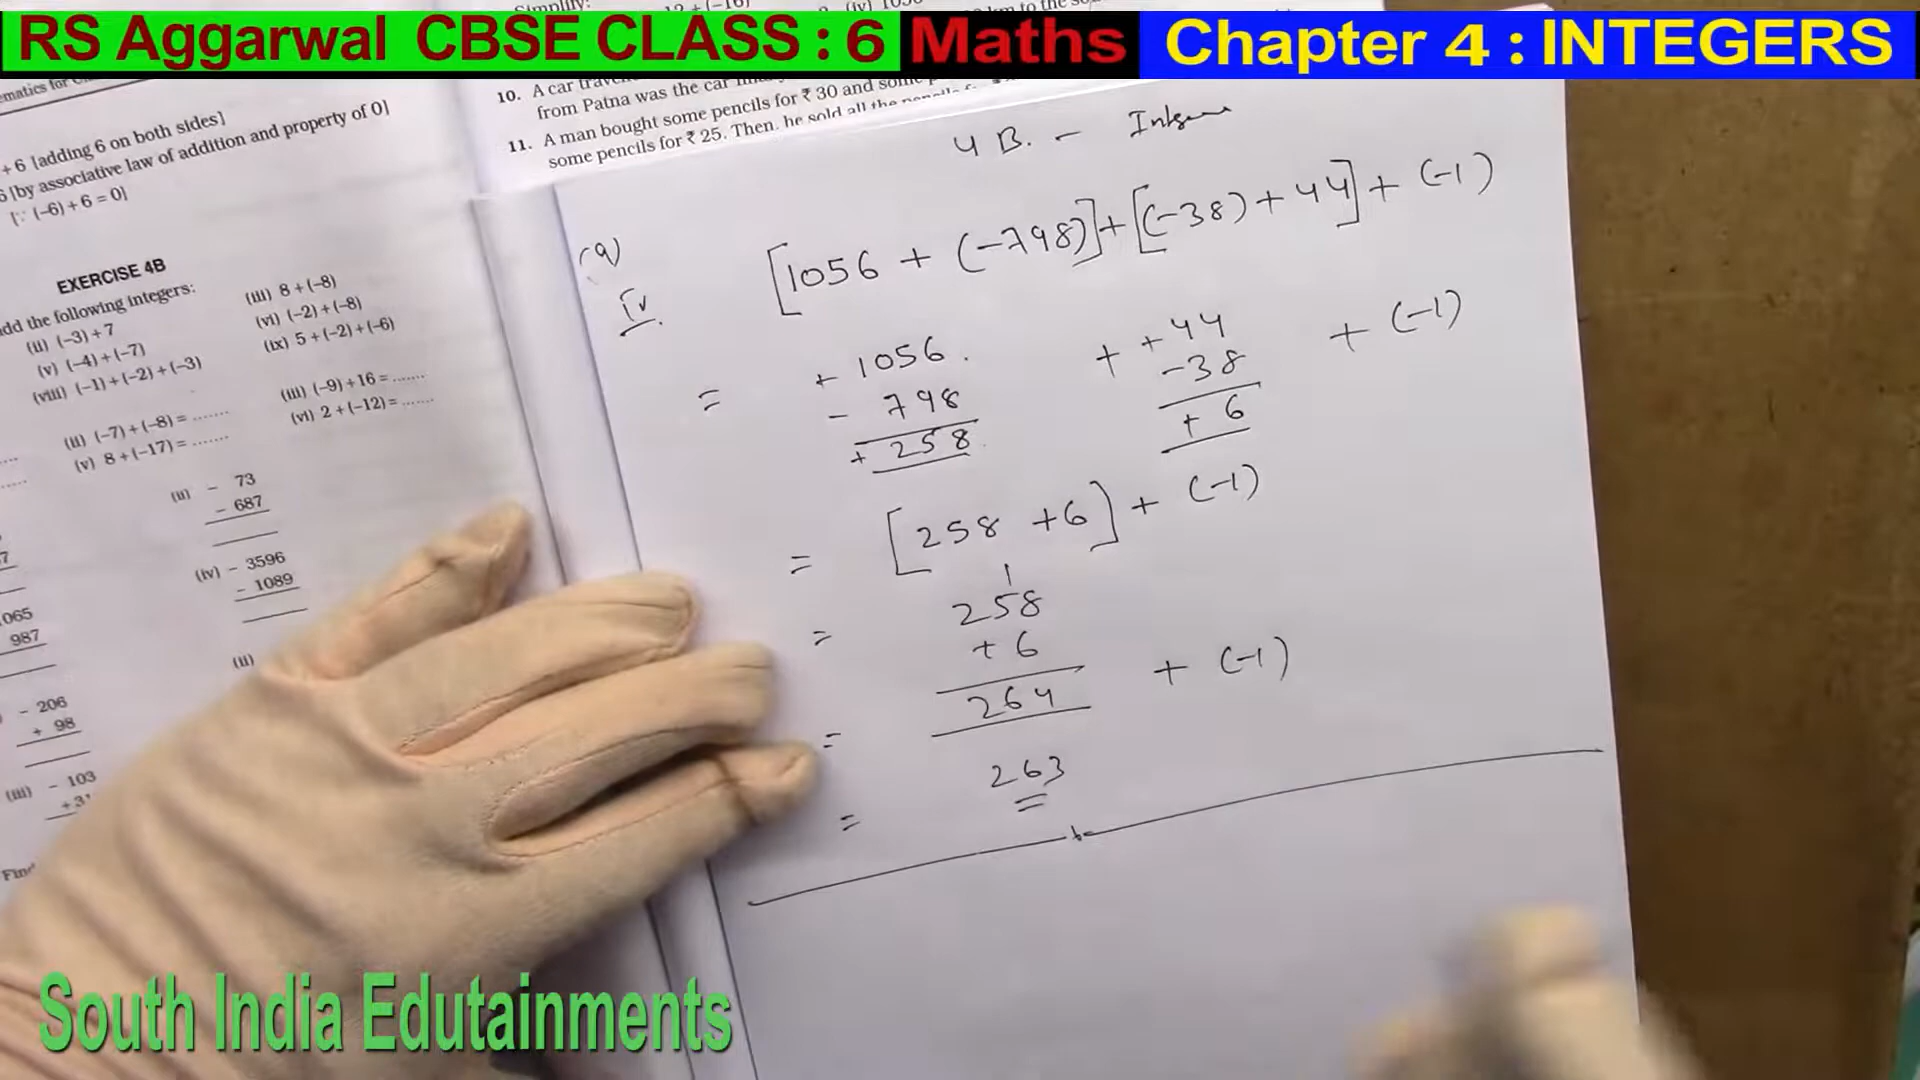 RS Aggarwal CBSE CLASS : 6 Maths Chapter 4 : INTEGERS
Simplify:
+ 6 [adding 6 on both sides]
[by associative law of addition and property of 0]
[∵ (-6) + 6 = 0]
EXERCISE 4B
add the following integers:
(ii) (-3) + 7
(iii) 8 + (-8)
(v) (-4) + (-7)
(vi) (-2) + (-8)
(viii) (-1) + (-2) + (-3)
(ix) 5 + (-2) + (-6)
(ii) (-7) + (-8) = .......
(iii) (-9) + 16 = .......
(v) 8 + (-17) = .......
(vi) 2 + (-12) = .......
(ii) - 73
- 687
(iv) - 3596
- 1089
065
987
(ii)
- 206
+ 98
(iii) - 103
10. A car
from Patna was the car
11. A man bought some pencils for ₹ 30 and
some pencils for ₹ 25. Then, he sold all the
4 B. -
(9)
iv
[1056 + (-798)] + [(-38) + 44] + (-1)
= + 1056 + + 44 + (-1)
- 798 - 38
+ 258 + 6
= [258 + 6] + (-1)
1
= 258
+ 6
264 + (-1)
=
= 263
South India Edutainments